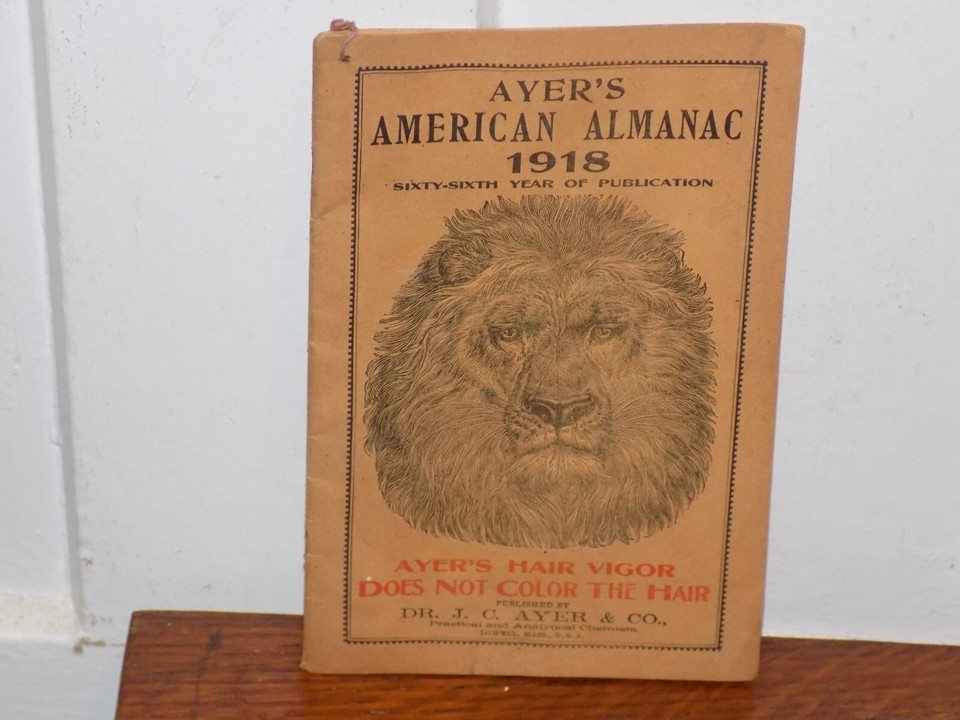 AYER'S
AMERICAN ALMANAC
1918
SIXTY-SIXTH YEAR OF PUBLICATION
AYER'S HAIR VIGOR
DOES NOT COLOR THE HAIR
PUBLISHED BY
DR. J. C. AYER & CO.,
Practical and Analytical Chemists.
LOWELL, MASS., U. S. A.